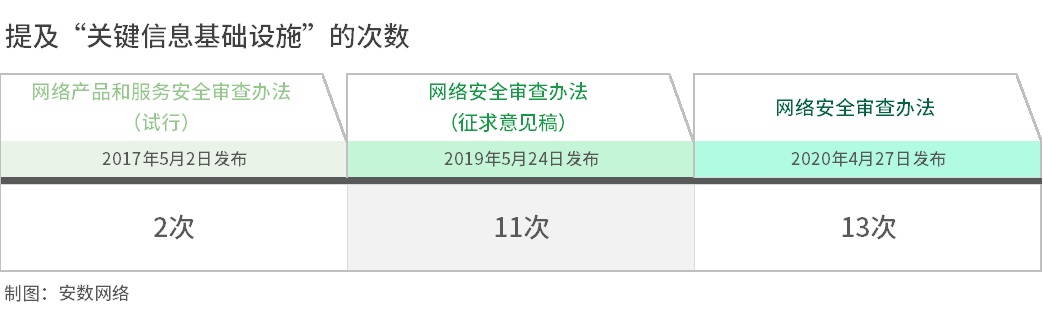 提及“关键信息基础设施”的次数
网络产品和服务安全审查办法
（试行）
网络安全审查办法
（征求意见稿）
网络安全审查办法
2017年5月2日发布
2019年5月24日发布
2020年4月27日发布
2次
11次
13次
制图：安数网络